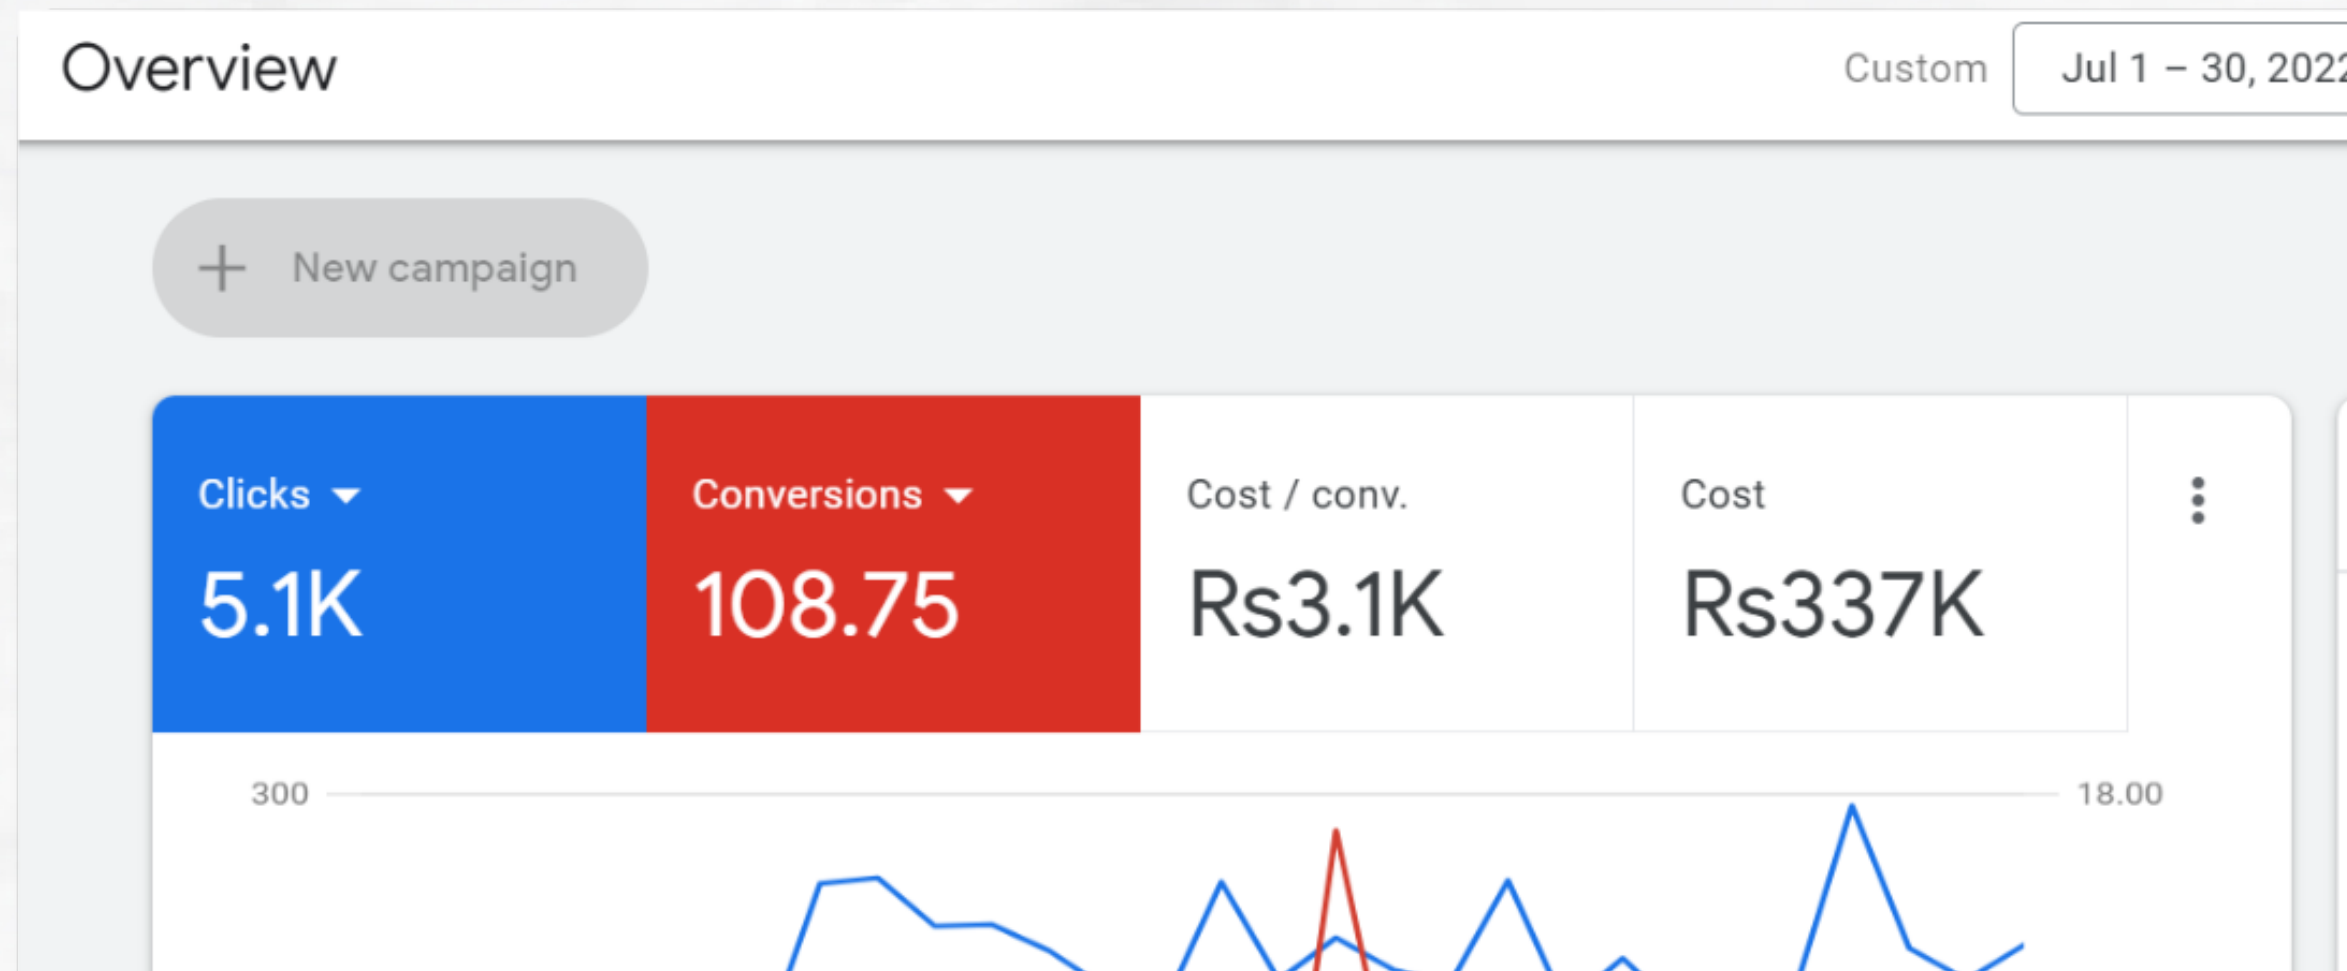 Overview
Custom Jul 1 – 30, 2022
+ New campaign
Clicks Conversions Cost / conv. Cost
5.1K 108.75 Rs3.1K Rs337K
300 18.00